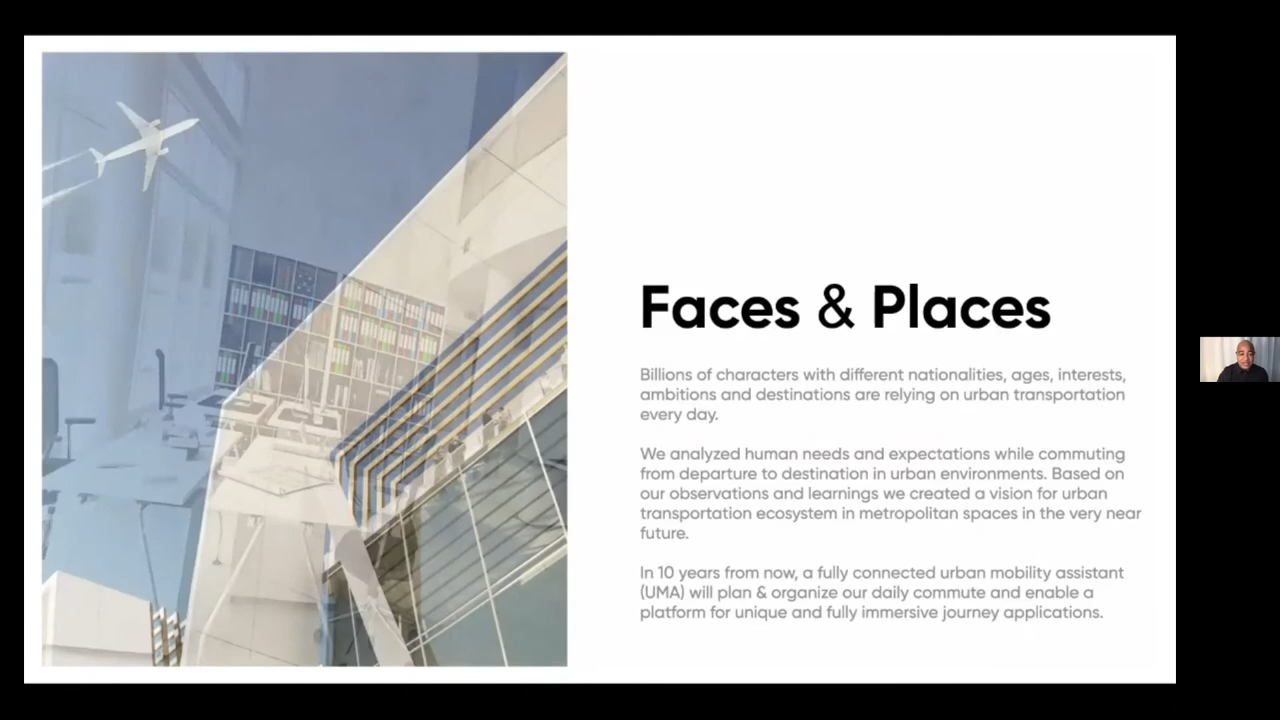 Faces & Places
Billions of characters with different nationalities, ages, interests,
ambitions and destinations are relying on urban transportation
every day.
We analyzed human needs and expectations while commuting
from departure to destination in urban environments. Based on
our observations and learnings we created a vision for urban
transportation ecosystem in metropolitan spaces in the very near
future.
In 10 years from now, a fully connected urban mobility assistant
(UMA) will plan & organize our daily commute and enable a
platform for unique and fully immersive journey applications.